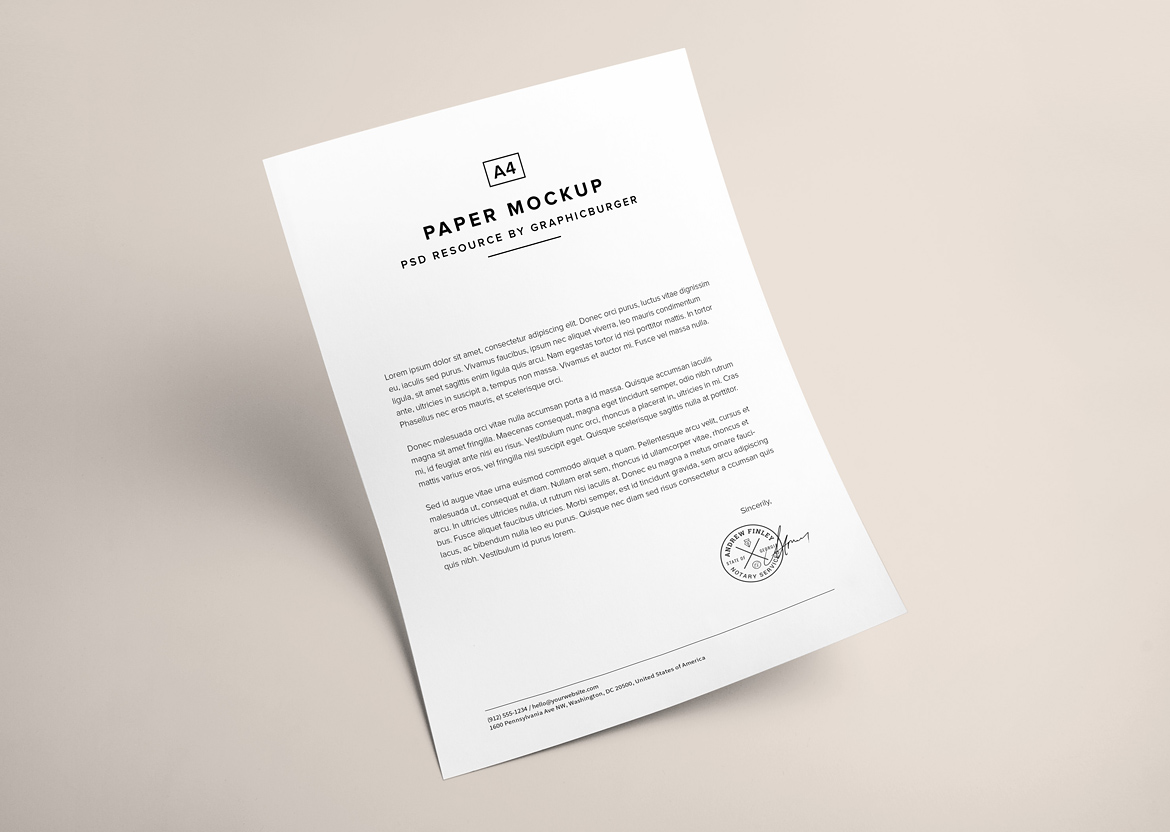 A4
PAPER MOCKUP
PSD RESOURCE BY GRAPHICBURGER
Lorem ipsum dolor sit amet, consectetur adipiscing elit. Donec orci purus, luctus vitae dignissim
eu, iaculis sed purus. Vivamus faucibus, ipsum nec aliquet viverra, leo mauris condimentum
ligula, sit amet sagittis enim ligula quis arcu. Nam egestas tortor id nisi porttitor mattis. In tortor
ante, ultricies in suscipit a, tempus non massa. Vivamus et auctor mi. Fusce vel massa nulla.
Phasellus nec eros mauris, et scelerisque orci.
Donec malesuada orci vitae nulla accumsan porta a id massa. Quisque accumsan iaculis
magna sit amet fringilla. Maecenas consequat, magna eget tincidunt semper, odio nibh rutrum
mi, id feugiat ante nisi eu risus. Vestibulum nunc orci, rhoncus a placerat in, ultricies in mi. Cras
mattis varius eros, vel fringilla nisi suscipit eget. Quisque scelerisque sagittis nulla at porttitor.
Sed id augue vitae urna euismod commodo aliquet a quam. Pellentesque arcu velit, cursus et
malesuada ut, consequat et diam. Nullam erat sem, rhoncus id ullamcorper vitae, rhoncus et
arcu. In ultricies ultricies nulla, ut rutrum nisi iaculis at. Donec eu magna a metus ornare fauci-
bus. Fusce aliquet faucibus ultricies. Morbi semper, est id tincidunt gravida, sem arcu adipiscing
lacus, ac bibendum nulla leo eu purus. Quisque nec diam sed risus consectetur a ccumsan quis
quis nibh. Vestibulum id purus lorem.
Sincerily,
ANDREW FINLEY
STATE OF GEORGIA
NOTARY SERVICE
(912) 555-1234 / hello@yourwebsite.com
1600 Pennsylvania Ave NW, Washington, DC 20500, United States of America